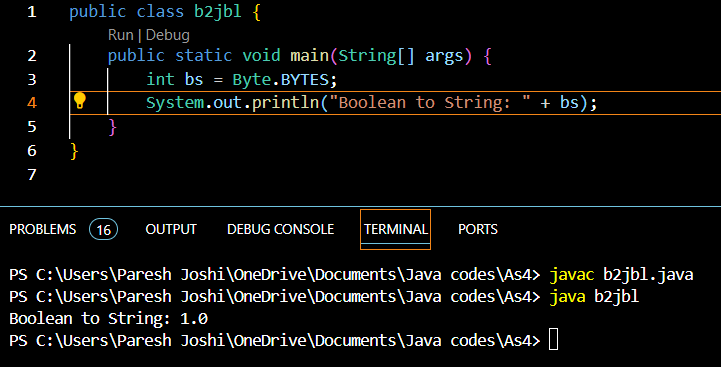 1 public class b2jbl {
Run | Debug
2 public static void main(String[] args) {
3 int bs = Byte.BYTES;
4 System.out.println("Boolean to String: " + bs);
5 }
6 }
7
PROBLEMS 16 OUTPUT DEBUG CONSOLE TERMINAL PORTS
PS C:\Users\Paresh Joshi\OneDrive\Documents\Java codes\As4> javac b2jbl.java
PS C:\Users\Paresh Joshi\OneDrive\Documents\Java codes\As4> java b2jbl
Boolean to String: 1.0
PS C:\Users\Paresh Joshi\OneDrive\Documents\Java codes\As4>